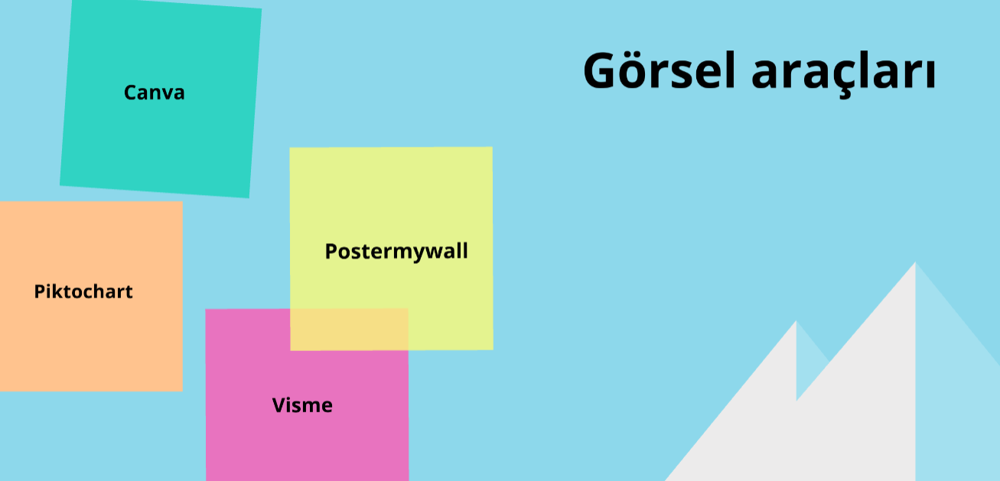 Görsel araçları
Canva
Postermywall
Piktochart
Visme